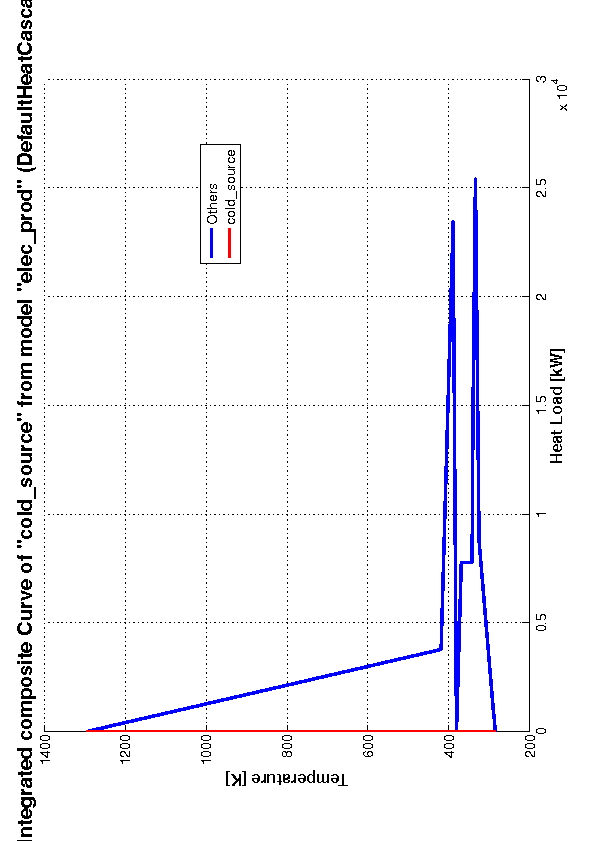 Integrated composite Curve of "cold_source" from model "elec_prod" (DefaultHeatCasca
1400
1200
1000
800
600
400
200
Temperature [K]
0
0.5
1
1.5
2
2.5
3
x 10^4
Heat Load [kW]
Others
cold_source